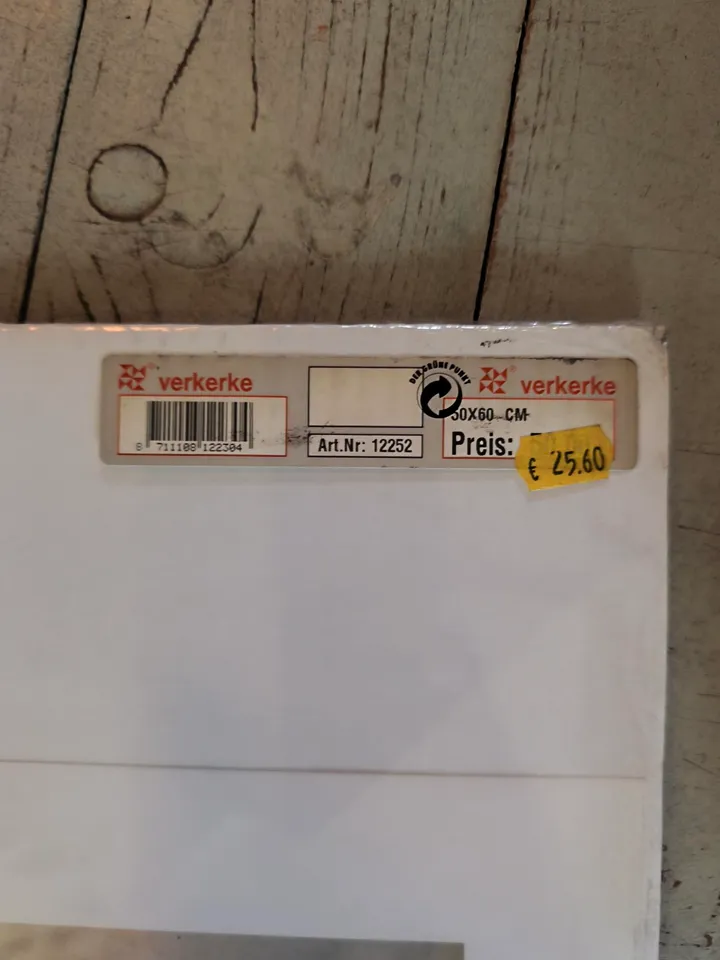 verkerke
8 711108 122304
Art.Nr: 12252
DER GRÜNE PUNKT
verkerke
50X60 CM
Preis:
€ 25.60